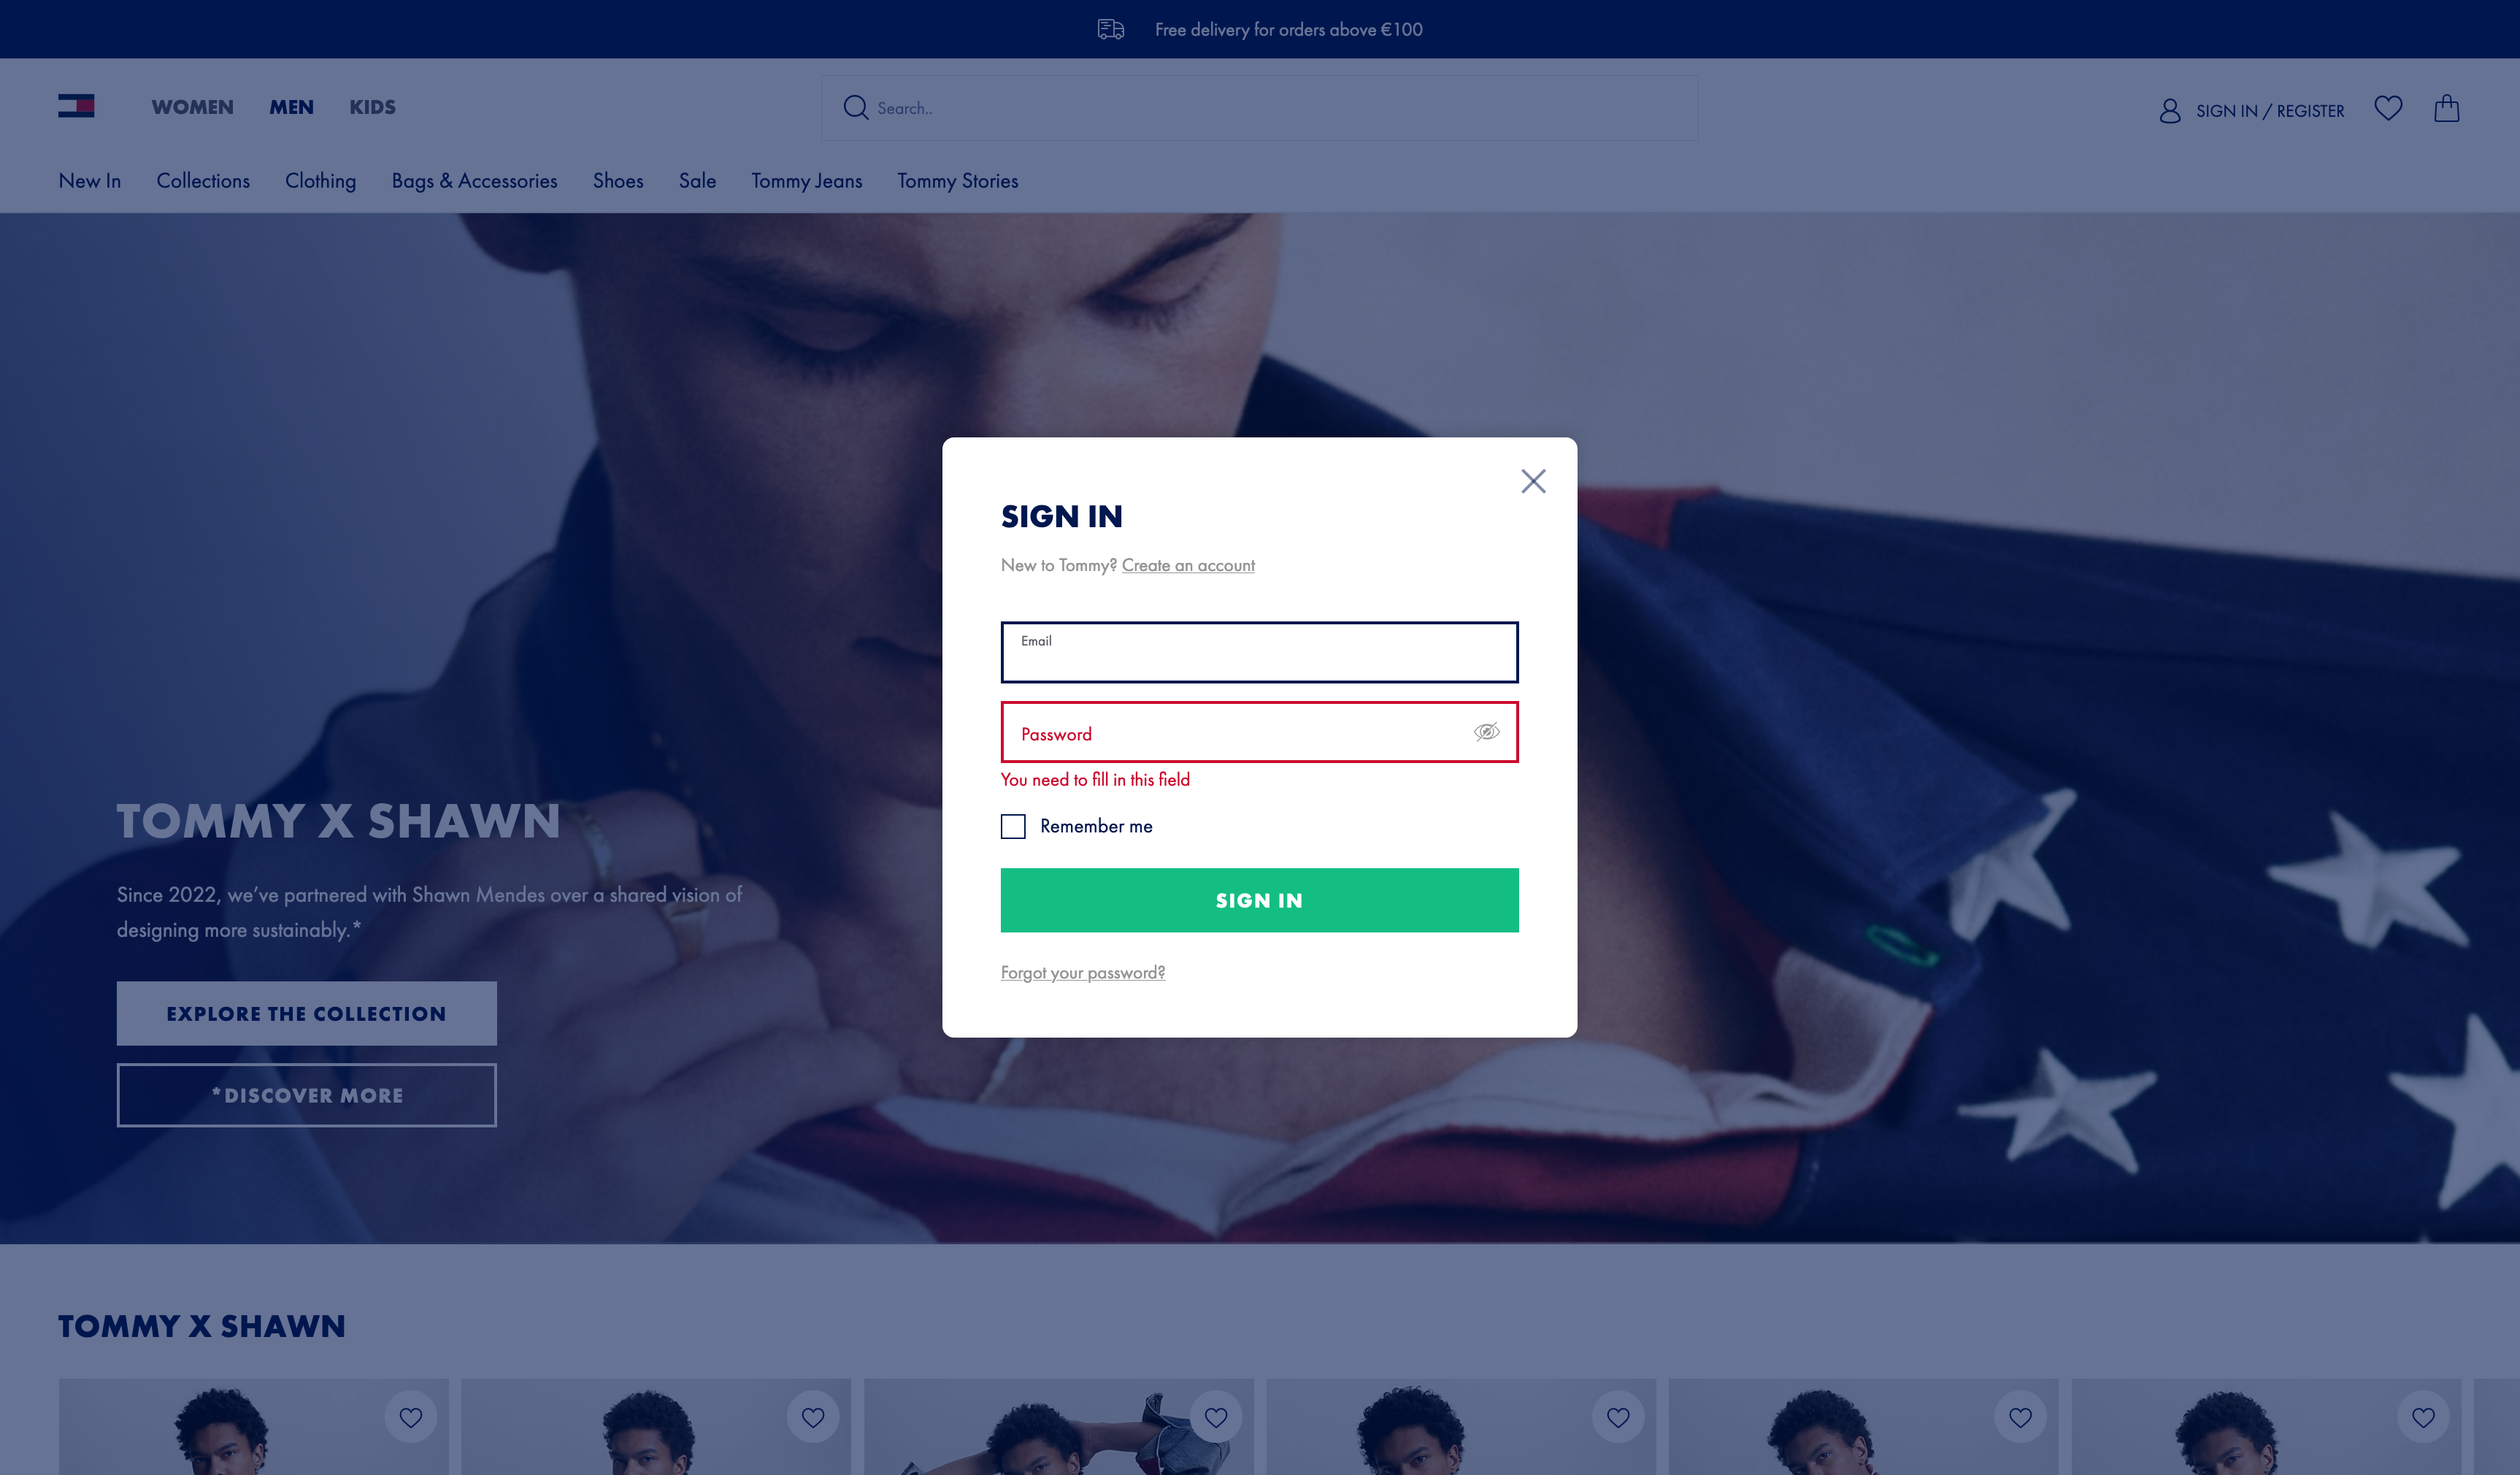 Free delivery for orders above €100
WOMEN MEN KIDS
Search..
SIGN IN / REGISTER
New In Collections Clothing Bags & Accessories Shoes Sale Tommy Jeans Tommy Stories
SIGN IN
New to Tommy? Create an account
Email
Password
You need to fill in this field
Remember me
SIGN IN
Forgot your password?
TOMMY X SHAWN
Since 2022, we’ve partnered with Shawn Mendes over a shared vision of
designing more sustainably.*
EXPLORE THE COLLECTION
*DISCOVER MORE
TOMMY X SHAWN